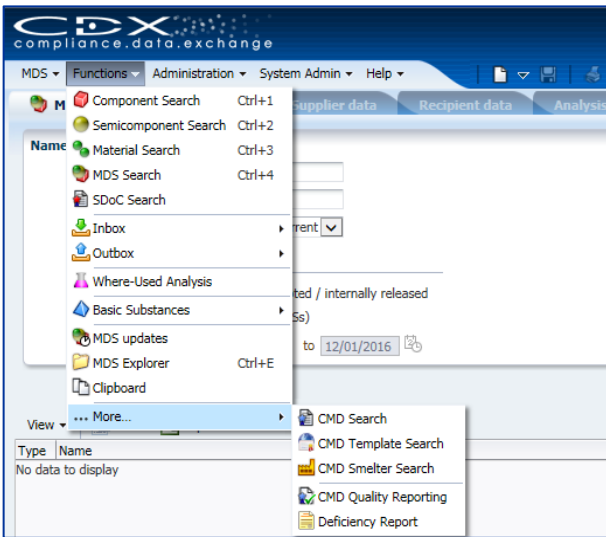 CDX
compliance.data.exchange
MDS Functions Administration System Admin Help
M Supplier data Recipient data Analysis
Component Search Ctrl+1
Semicomponent Search Ctrl+2
Name
Material Search Ctrl+3
MDS Search Ctrl+4
SDoC Search
Inbox rrent
Outbox
Where-Used Analysis
ted / internally released
Basic Substances Ss)
MDS updates to 12/01/2016
MDS Explorer Ctrl+E
Clipboard
... More... CMD Search
View
CMD Template Search
Type Name
No data to display CMD Smelter Search
CMD Quality Reporting
Deficiency Report